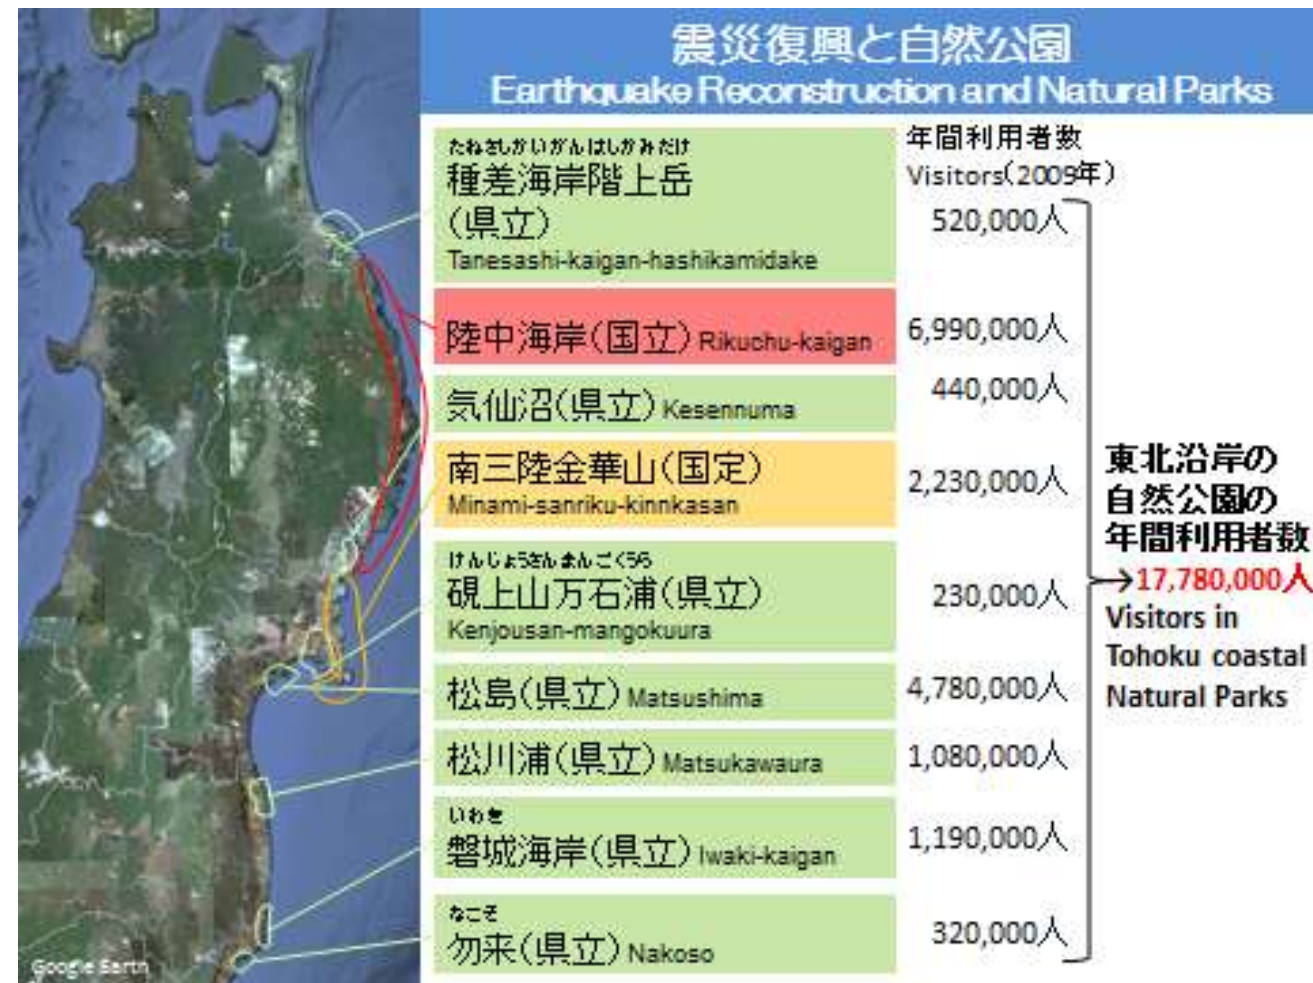 震災復興と自然公園
Earthquake Reconstruction and Natural Parks
年間利用者数
Visitors(2009年)
たねさしかいがんはしかみだけ
種差海岸階上岳
(県立)
Tanesashi-kaigan-hashikamidake
520,000人
陸中海岸(国立) Rikuchu-kaigan
6,990,000人
気仙沼(県立) Kesennuma
440,000人
南三陸金華山(国定)
Minami-sanriku-kinnkasan
2,230,000人
けんじょうさんまんごくうら
硯上山万石浦(県立)
Kenjousan-mangokuura
230,000人
松島(県立) Matsushima
4,780,000人
松川浦(県立) Matsukawaura
1,080,000人
いわき
磐城海岸(県立) Iwaki-kaigan
1,190,000人
なこそ
勿来(県立) Nakoso
320,000人
東北沿岸の
自然公園の
年間利用者数
→17,780,000人
Visitors in
Tohoku coastal
Natural Parks
Google Earth